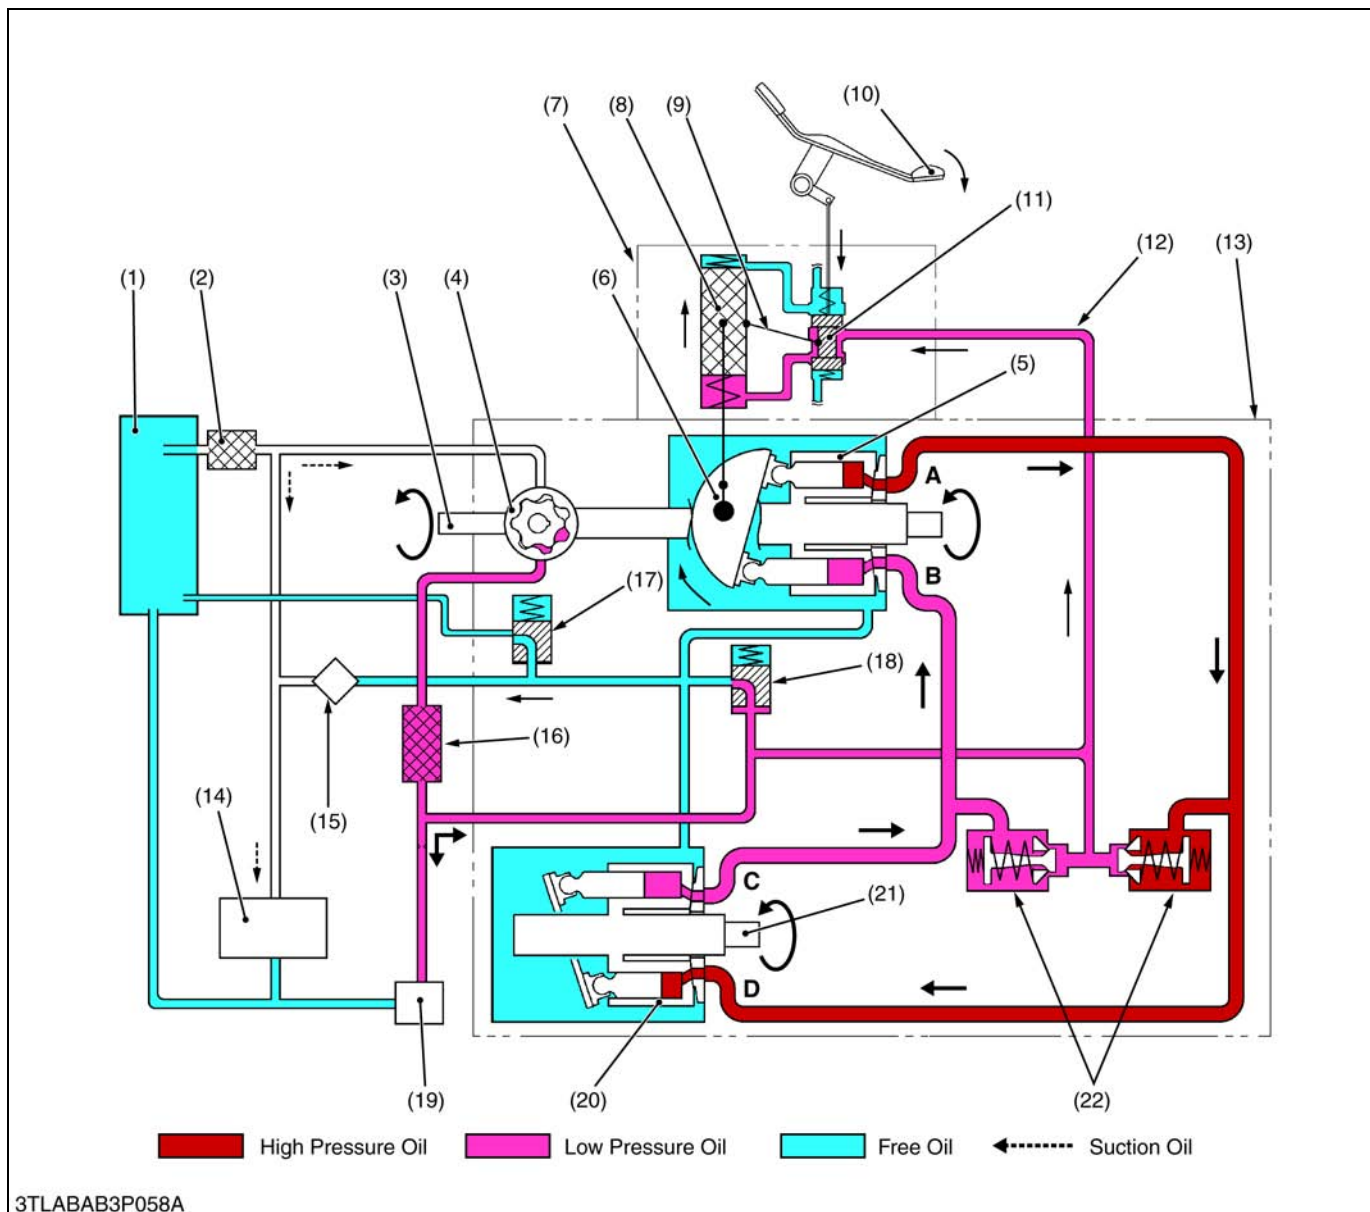 (10)
(7)
(8)
(9)
(11)
(12)
(13)
(1)
(2)
(3)
(4)
(6)
(5)
A
B
(17)
(18)
(16)
(14)
(15)
C
(21)
D
(19)
(20)
(22)
High Pressure Oil
Low Pressure Oil
Free Oil
Suction Oil
3TLABAB3P058A